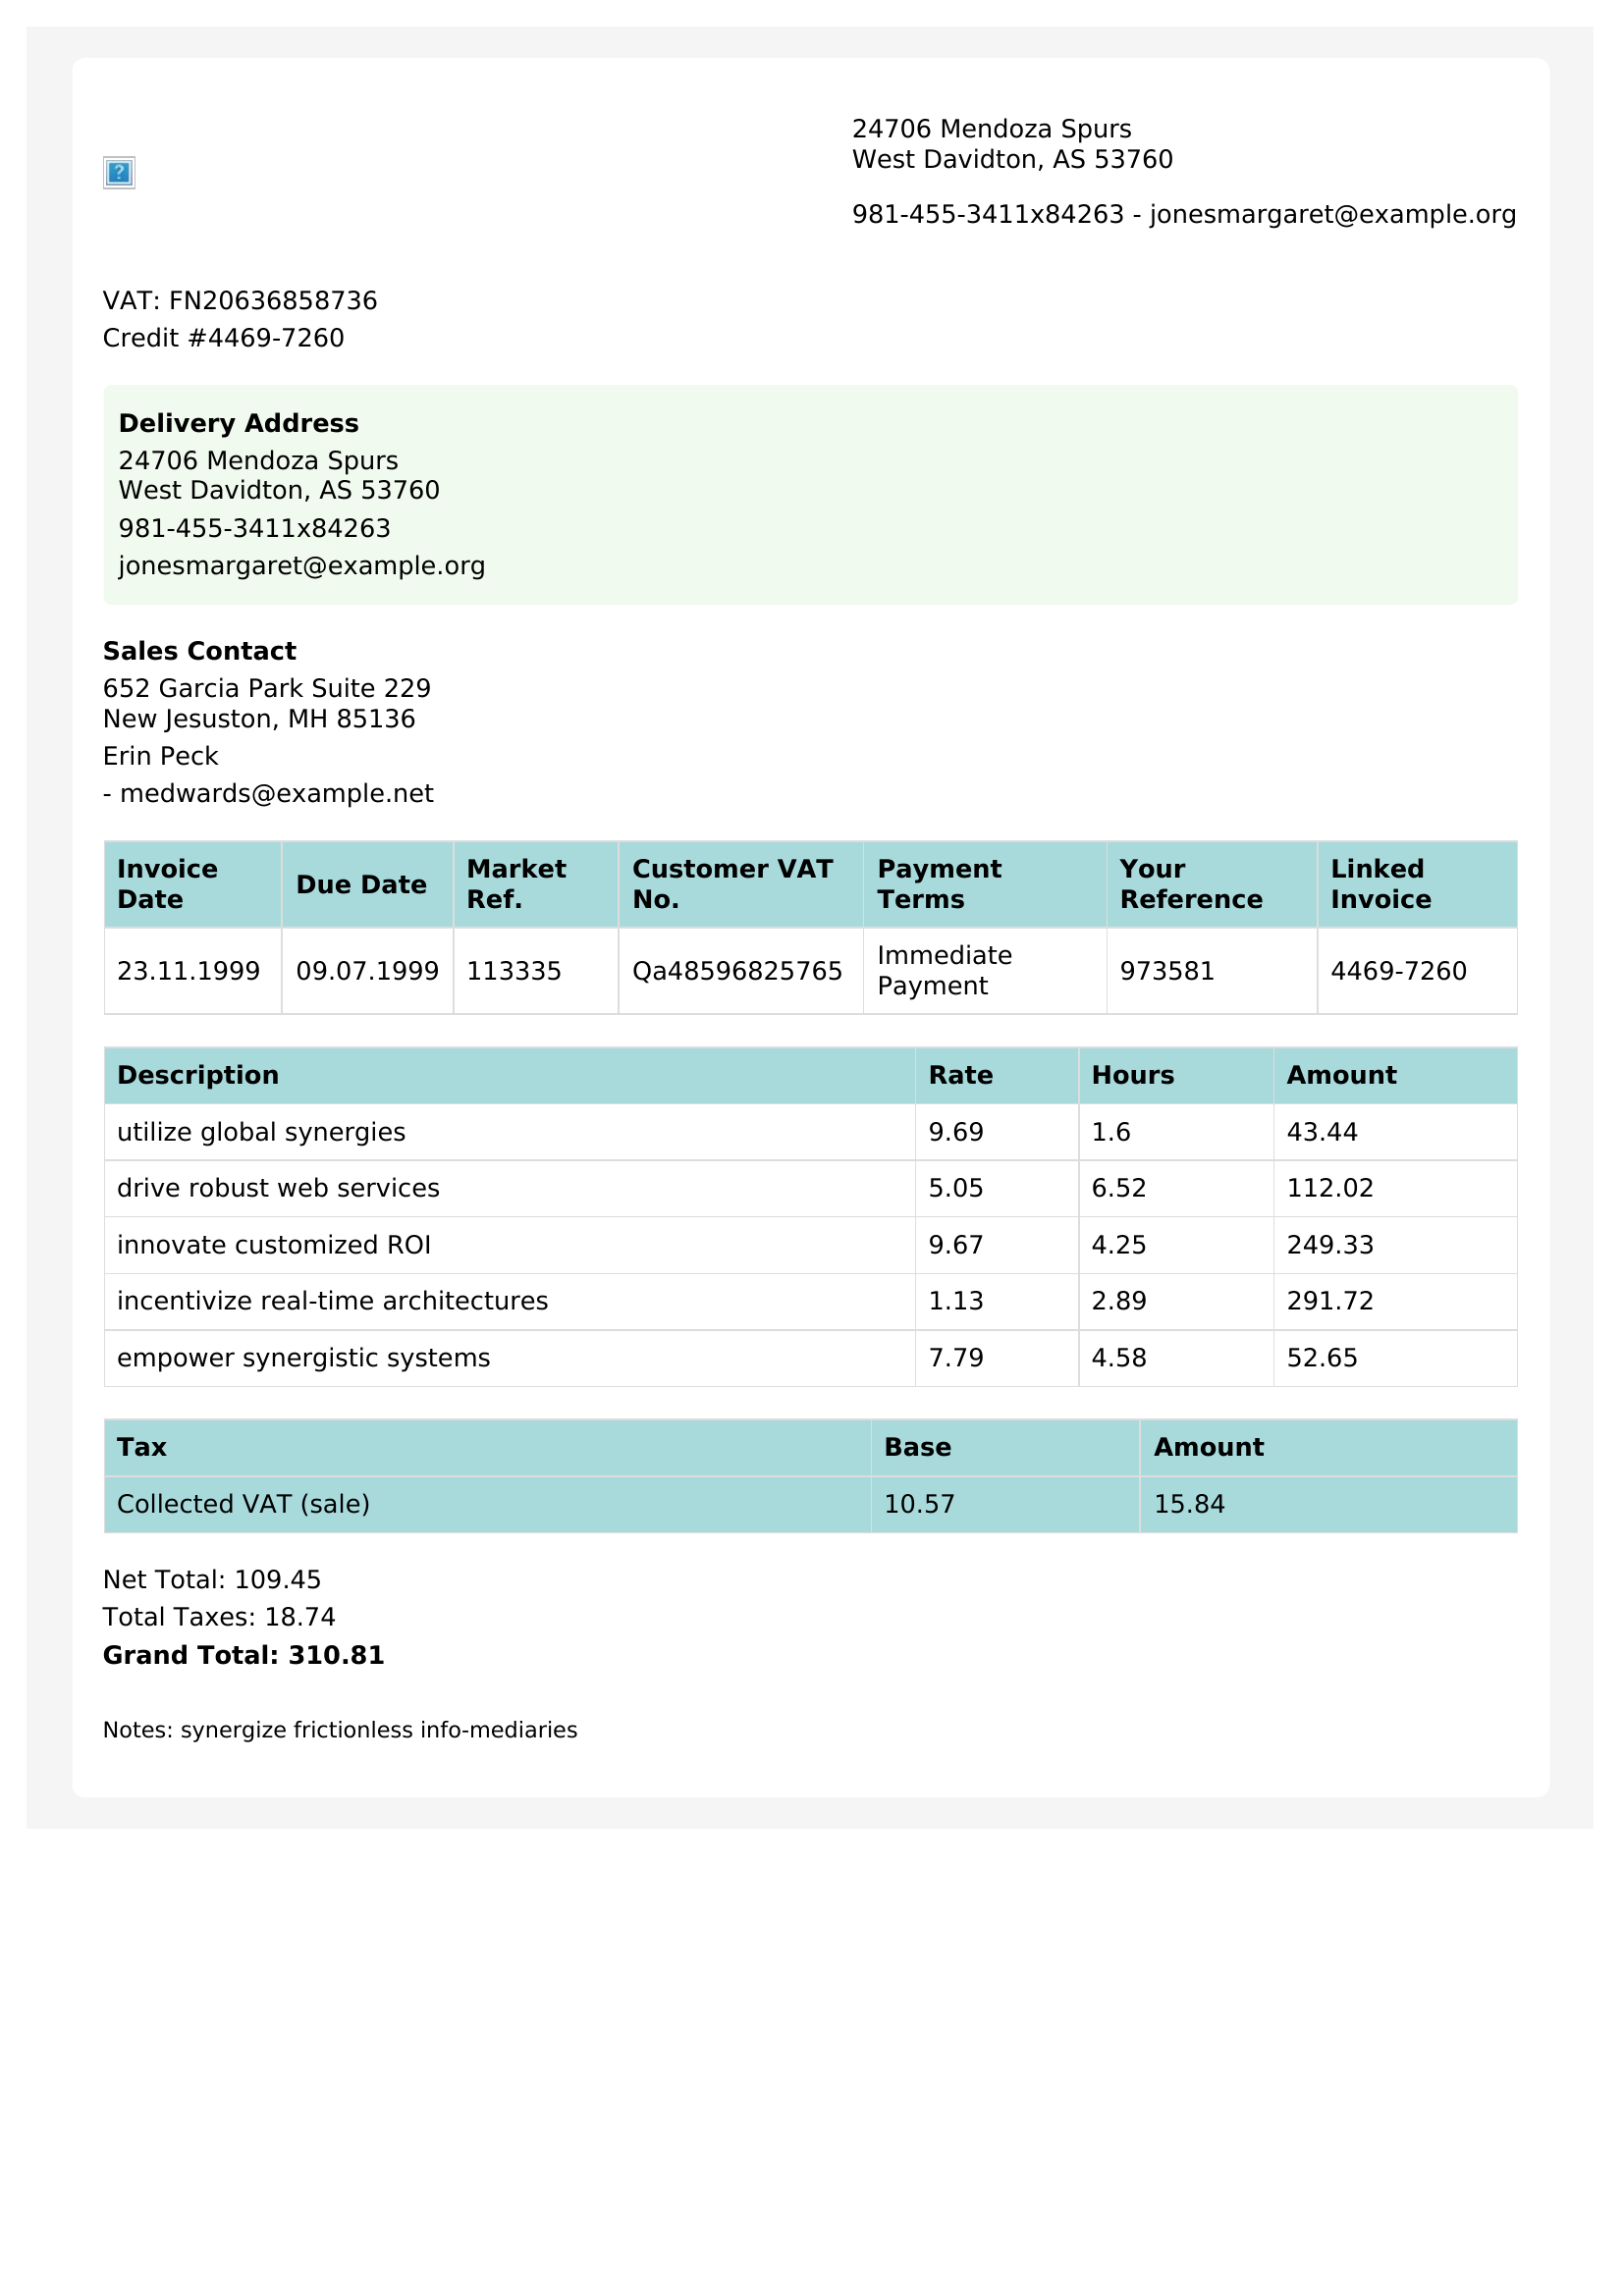 24706 Mendoza Spurs
West Davidton, AS 53760
981-455-3411x84263 - jonesmargaret@example.org
VAT: FN20636858736
Credit #4469-7260
Delivery Address
24706 Mendoza Spurs
West Davidton, AS 53760
981-455-3411x84263
jonesmargaret@example.org
Sales Contact
652 Garcia Park Suite 229
New Jesuston, MH 85136
Erin Peck
- medwards@example.net
Invoice Date Due Date Market Ref. Customer VAT No. Payment Terms Your Reference Linked Invoice
23.11.1999 09.07.1999 113335 Qa48596825765 Immediate Payment 973581 4469-7260
Description Rate Hours Amount
utilize global synergies 9.69 1.6 43.44
drive robust web services 5.05 6.52 112.02
innovate customized ROI 9.67 4.25 249.33
incentivize real-time architectures 1.13 2.89 291.72
empower synergistic systems 7.79 4.58 52.65
Tax Base Amount
Collected VAT (sale) 10.57 15.84
Net Total: 109.45
Total Taxes: 18.74
Grand Total: 310.81
Notes: synergize frictionless info-mediaries